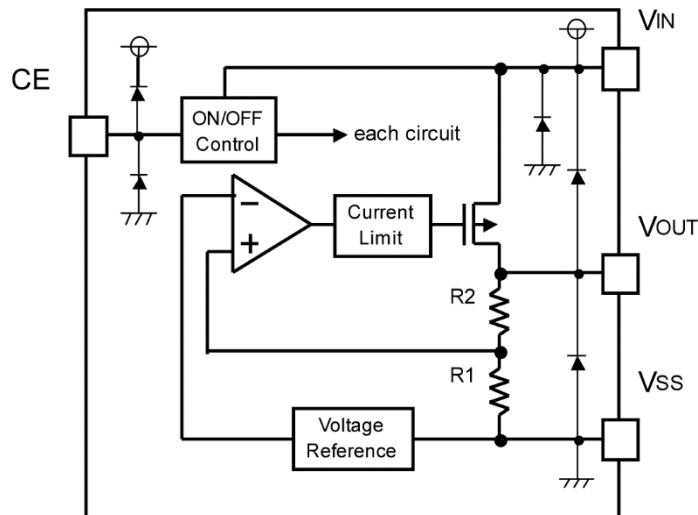 VIN
CE
ON/OFF
Control
each circuit
−
+
Current
Limit
VOUT
R2
R1
VSS
Voltage
Reference